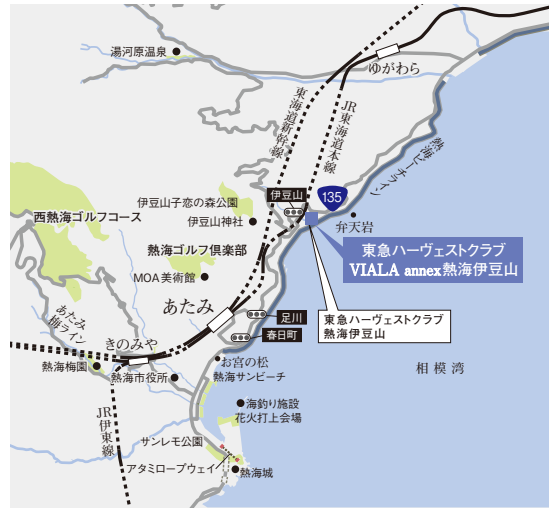 湯河原温泉
ゆがわら
東海道新幹線
JR東海道本線
熱海ビーチライン
伊豆山子恋の森公園
伊豆山
135
伊豆山神社
弁天岩
西熱海ゴルフコース
熱海ゴルフ倶楽部
東急ハーヴェストクラブ
VIALA annex熱海伊豆山
MOA美術館
あたみ
足川
東急ハーヴェストクラブ
熱海伊豆山
あたみ
梅ライン
きのみや
春日町
お宮の松
熱海サンビーチ
相模湾
熱海梅園
熱海市役所
海釣り施設
花火打上会場
JR伊東線
サンレモ公園
アタミロープウェイ
熱海城